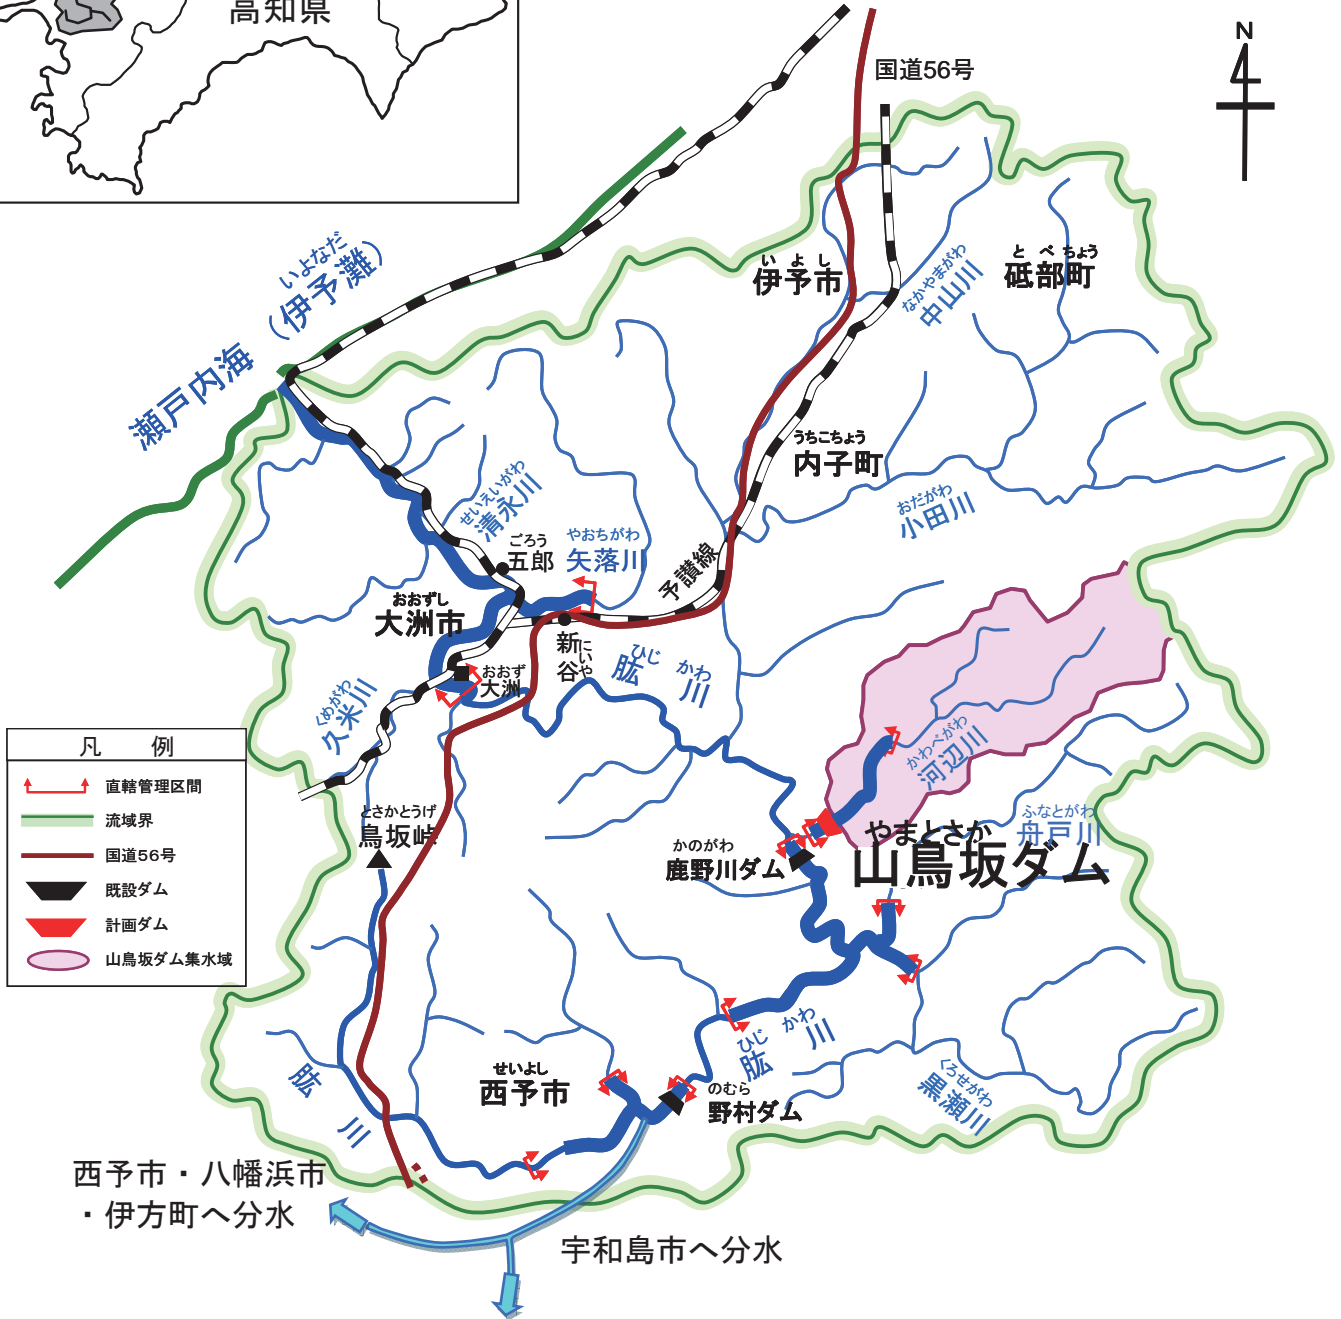 高知県
N
国道56号
いよなだ
瀬戸内海（伊予灘）
いよし
伊予市
なかやまがわ
中山川
とべちょう
砥部町
うちこちょう
内子町
おだがわ
小田川
せいえいがわ
清永川
ごろう
五郎
やおちがわ
矢落川
予讃線
おおずし
大洲市
新谷
にいや
おおず
大洲
ひじかわ
肱川
くめがわ
久米川
凡　例
直轄管理区間
流域界
国道56号
既設ダム
計画ダム
山鳥坂ダム集水域
とさかとうげ
鳥坂峠
かわべがわ
河辺川
ふなとがわ
舟戸川
やまとさか
山鳥坂ダム
かのがわ
鹿野川ダム
ひじかわ
肱川
せいよし
西予市
のむら
野村ダム
くろせがわ
黒瀬川
肱川
西予市・八幡浜市
・伊方町へ分水
宇和島市へ分水